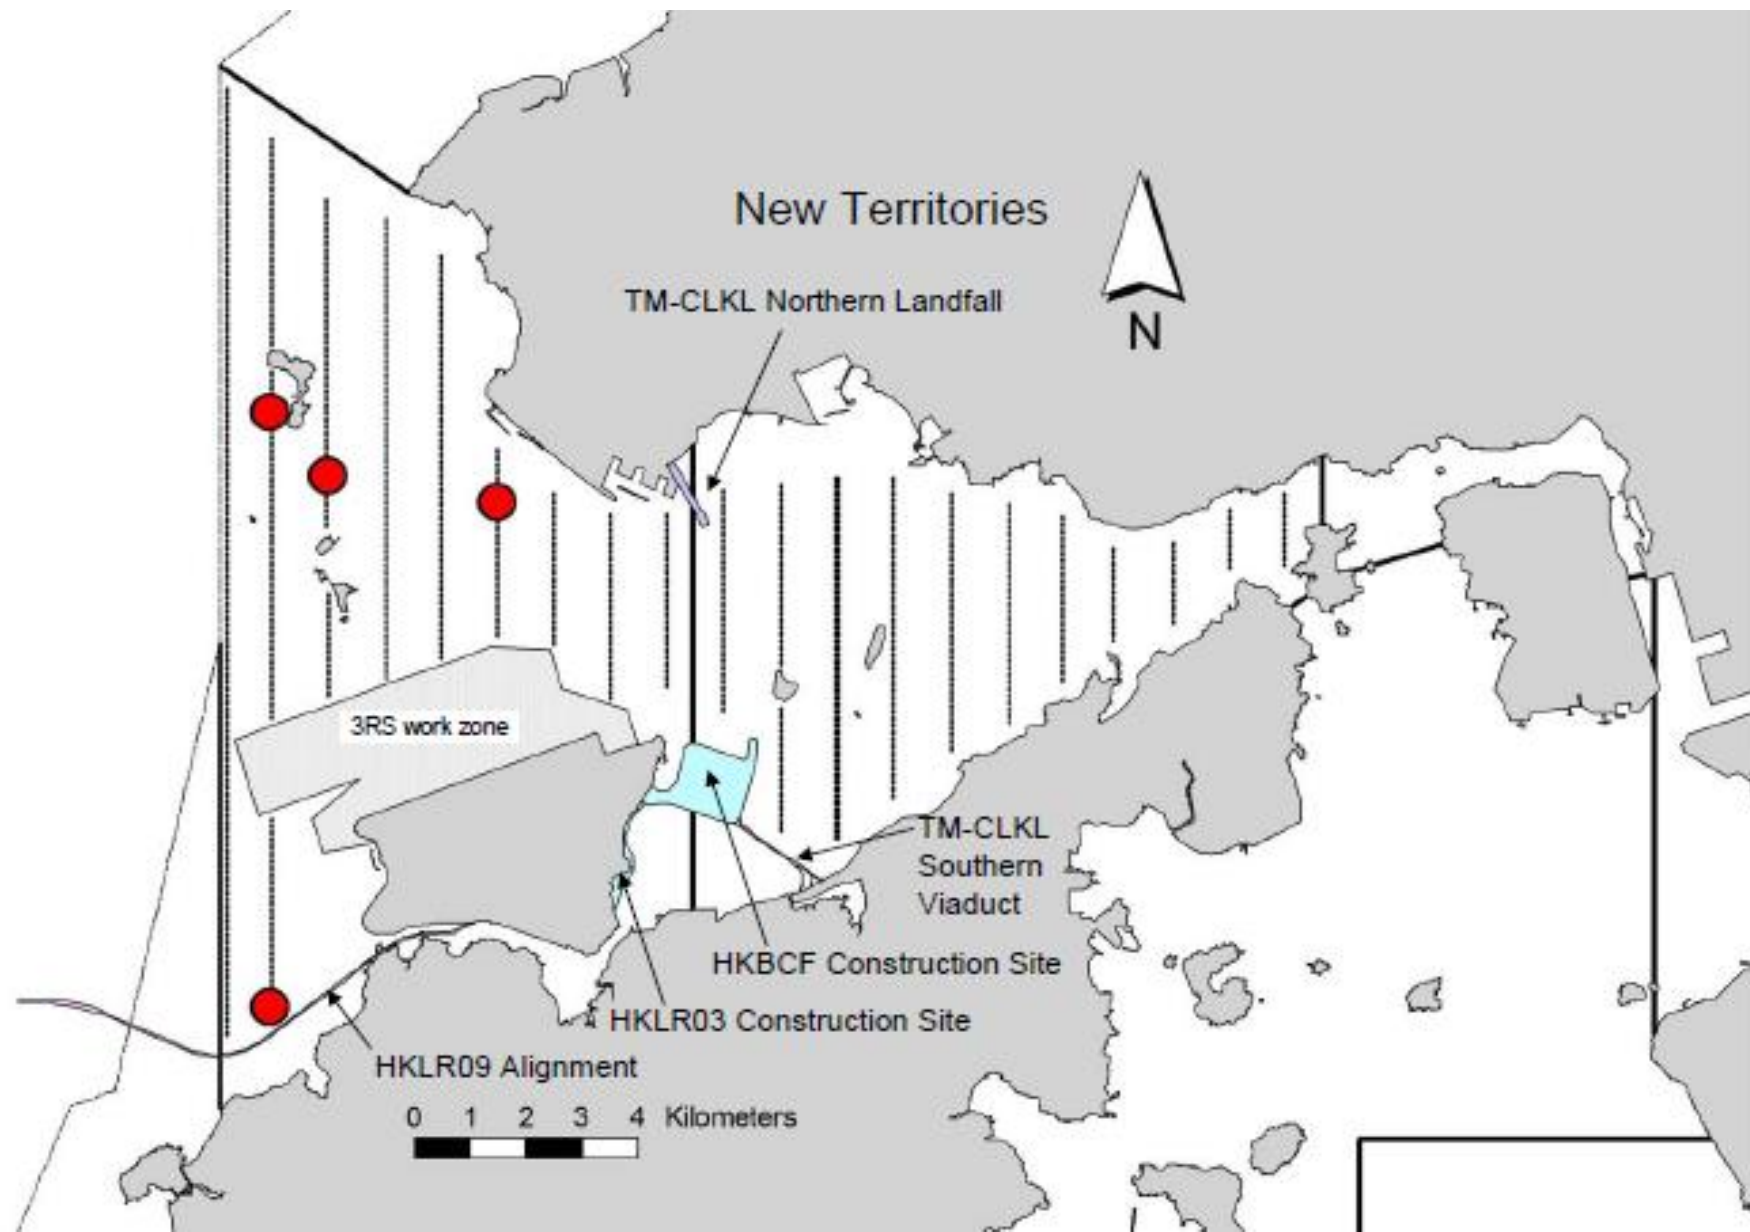 New Territories
TM-CLKL Northern Landfall
N
3RS work zone
TM-CLKL
Southern
Viaduct
HKBCF Construction Site
HKLR03 Construction Site
HKLR09 Alignment
0 1 2 3 4 Kilometers